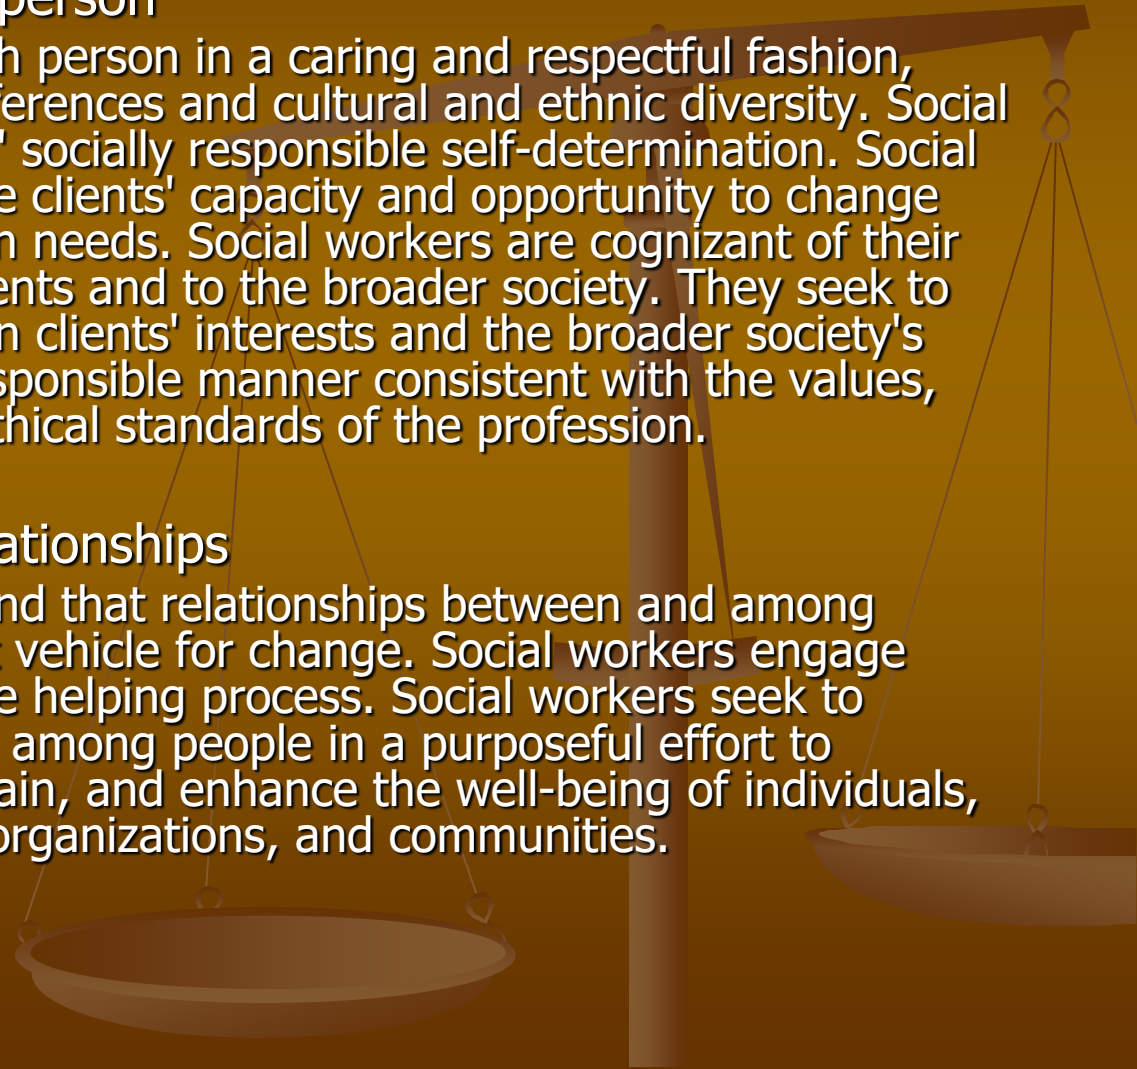 person
h person in a caring and respectful fashion,
ferences and cultural and ethnic diversity. Social
' socially responsible self-determination. Social
e clients' capacity and opportunity to change
n needs. Social workers are cognizant of their
ents and to the broader society. They seek to
n clients' interests and the broader society's
sponsible manner consistent with the values,
thical standards of the profession.
ationships
nd that relationships between and among
t vehicle for change. Social workers engage
e helping process. Social workers seek to
among people in a purposeful effort to
ain, and enhance the well-being of individuals,
organizations, and communities.